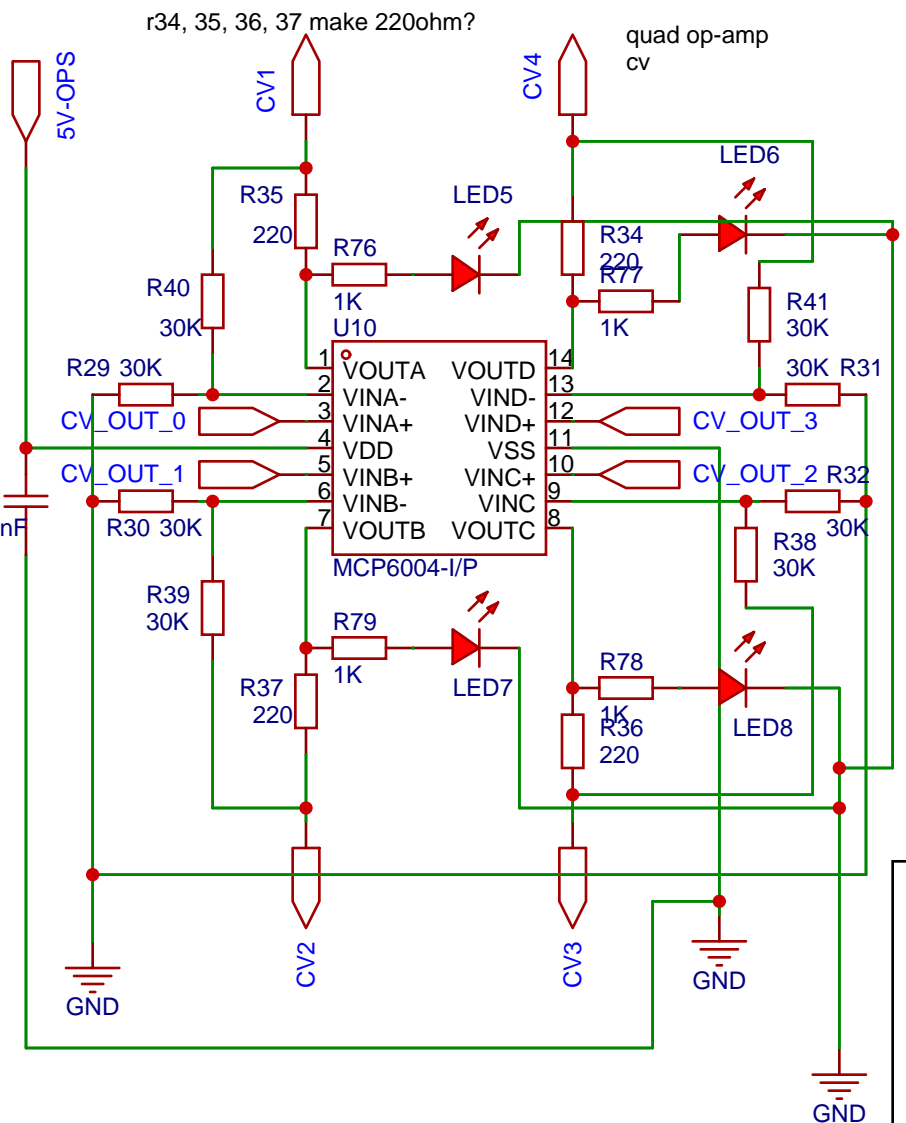 r34, 35, 36, 37 make 220ohm?
quad op-amp
cv
5V-OPS
CV1
CV4
LED6
R35
220
LED5
R76
1K
R34
220
R77
1K
R40
30K
R41
30K
U10
R29 30K
30K R31
1 VOUTA VOUTD 14
2 VINA- VIND- 13
CV_OUT_0 3 VINA+ VIND+ 12 CV_OUT_3
4 VDD VSS 11
CV_OUT_1 5 VINB+ VINC+ 10 CV_OUT_2
6 VINB- VINC 9
R32
30K
7 VOUTB VOUTC 8
nF
R30 30K
MCP6004-I/P
R38
30K
R39
30K
R79
1K
LED7
R78
1K
LED8
R37
220
R36
220
CV2
CV3
GND
GND
GND